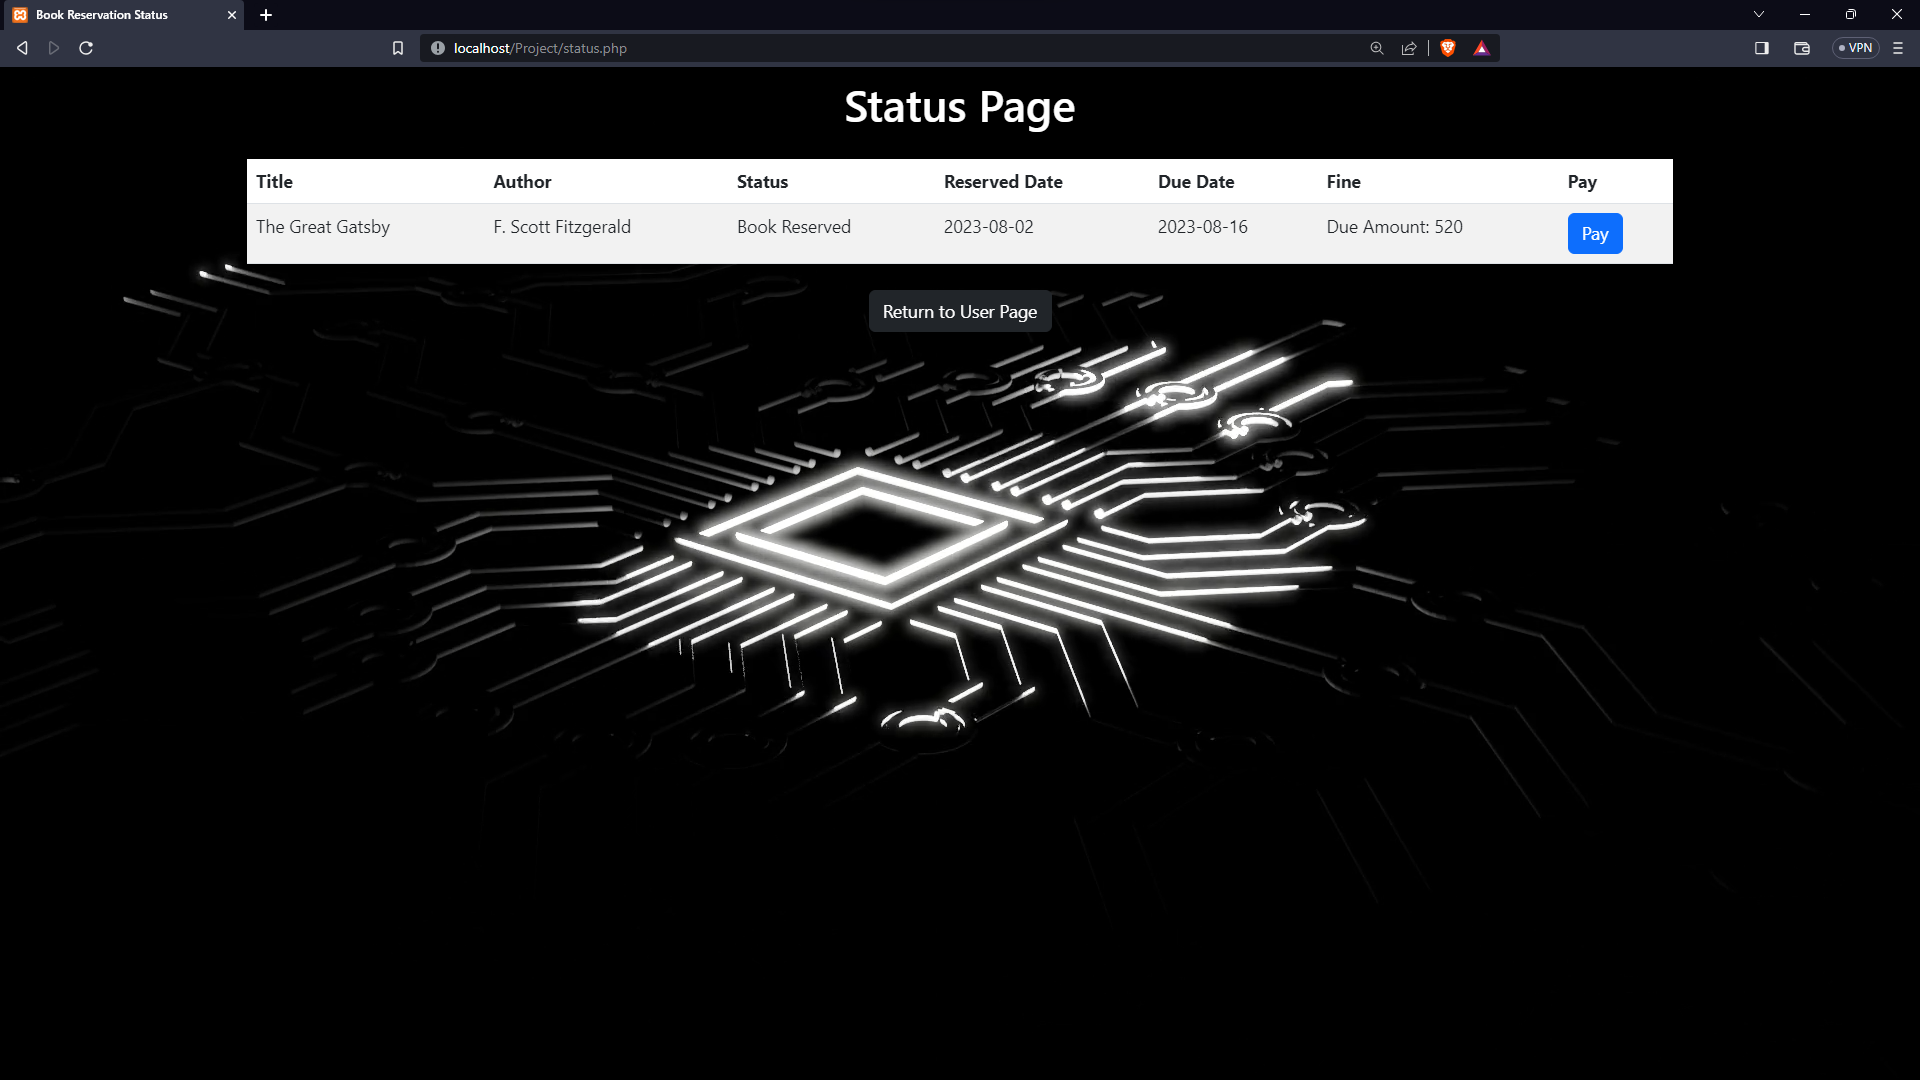 Book Reservation Status
localhost/Project/status.php
VPN
Status Page
Title Author Status Reserved Date Due Date Fine Pay
The Great Gatsby F. Scott Fitzgerald Book Reserved 2023-08-02 2023-08-16 Due Amount: 520 Pay
Return to User Page